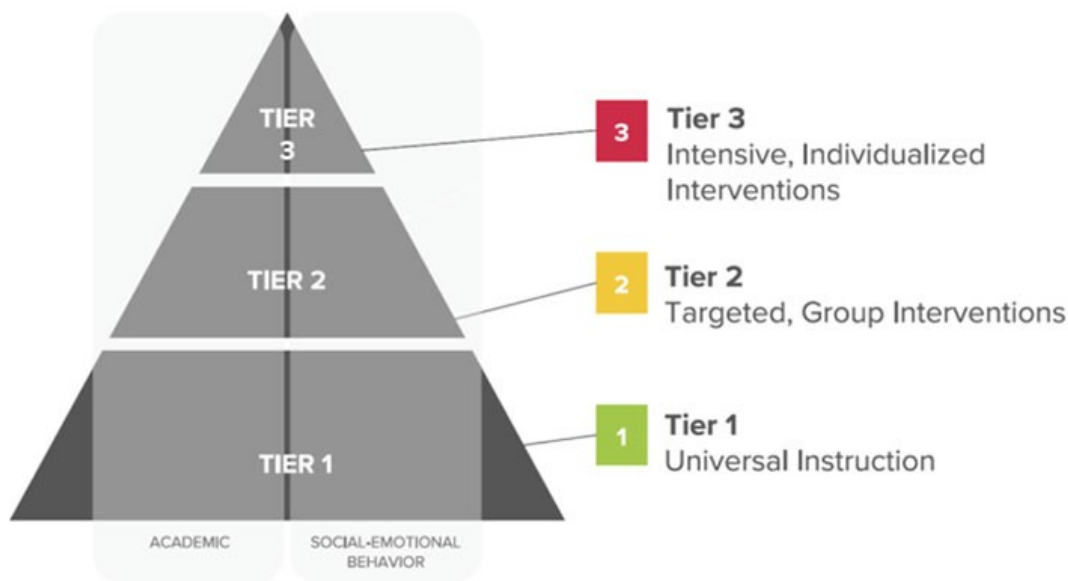 TIER
3
TIER 2
TIER 1
ACADEMIC
SOCIAL-EMOTIONAL
BEHAVIOR
3
Tier 3
Intensive, Individualized
Interventions
2
Tier 2
Targeted, Group Interventions
1
Tier 1
Universal Instruction